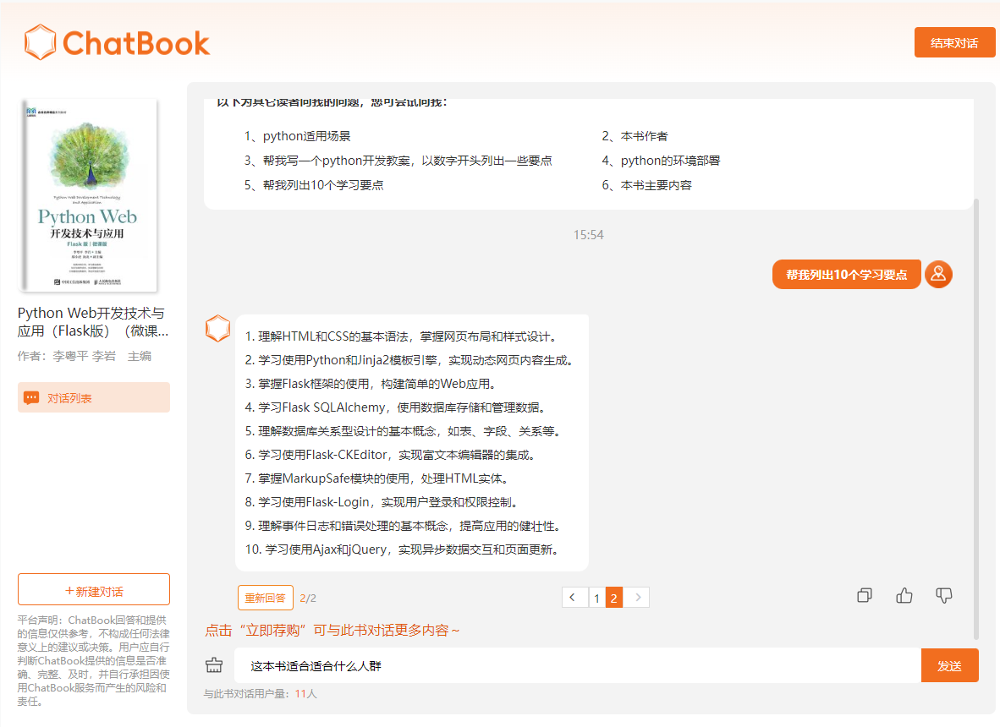 ChatBook
结束对话
Python Web Development Technology
and Application
Python Web
开发技术与应用
Flask 版 | 微课版
Python Web开发技术与
应用（Flask版）（微课...
作者：李粤平 李岩 主编
对话列表
＋新建对话
平台声明：ChatBook回答和提供
的信息仅供参考，不构成任何法律
意义上的建议或决策。用户应自行
判断ChatBook提供的信息是否准
确、完整、及时，并自行承担因使
用ChatBook服务而产生的风险和
责任。
以下为其它读者问我的问题，您可尝试问我：
1、python适用场景 2、本书作者
3、帮我写一个python开发教案，以数字开头列出一些要点 4、python的环境部署
5、帮我列出10个学习要点 6、本书主要内容
15:54
帮我列出10个学习要点
1. 理解HTML和CSS的基本语法，掌握网页布局和样式设计。
2. 学习使用Python和Jinja2模板引擎，实现动态网页内容生成。
3. 掌握Flask框架的使用，构建简单的Web应用。
4. 学习Flask SQLAlchemy，使用数据库存储和管理数据。
5. 理解数据库关系型设计的基本概念，如表、字段、关系等。
6. 学习使用Flask-CKEditor，实现富文本编辑器的集成。
7. 掌握MarkupSafe模块的使用，处理HTML实体。
8. 学习使用Flask-Login，实现用户登录和权限控制。
9. 理解事件日志和错误处理的基本概念，提高应用的健壮性。
10. 学习使用Ajax和jQuery，实现异步数据交互和页面更新。
重新回答 2/2 < 1 2 >
点击“立即荐购”可与此书对话更多内容~
这本书适合适合什么人群 发送
与此书对话用户量：11人